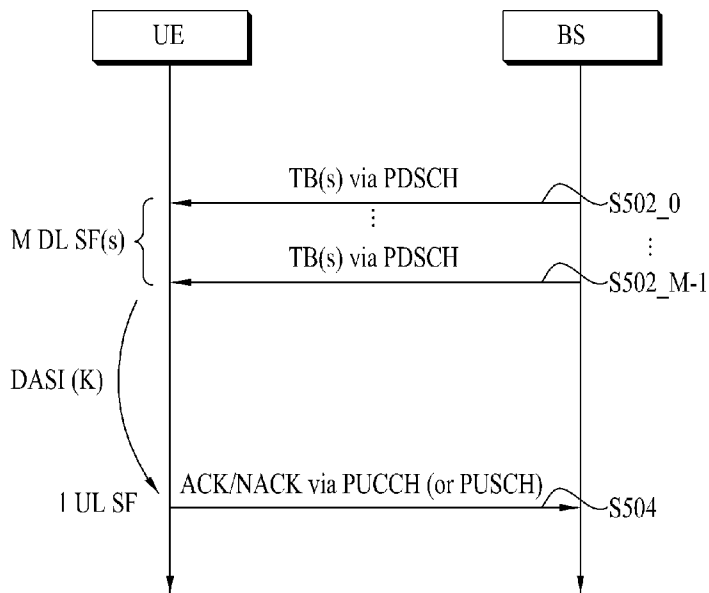 UE
BS
TB(s) via PDSCH
S502_0
⋮
⋮
M DL SF(s)
TB(s) via PDSCH
S502_M-1
DASI (K)
ACK/NACK via PUCCH (or PUSCH)
1 UL SF
S504